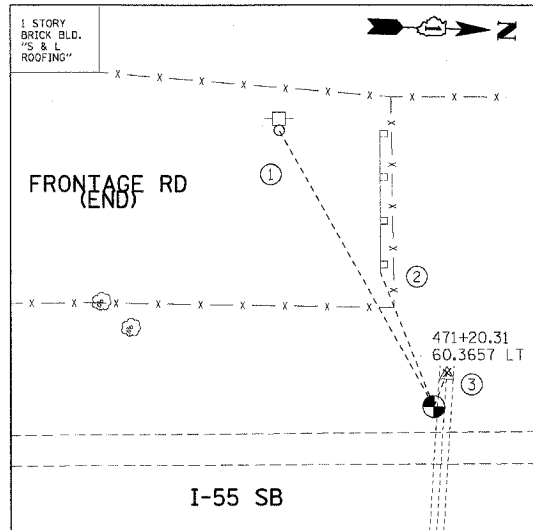 1 STORY
BRICK BLD.
"S & L
ROOFING"
N
1
FRONTAGE RD
(END)
2
471+20.31
60.3657 LT
3
I-55 SB